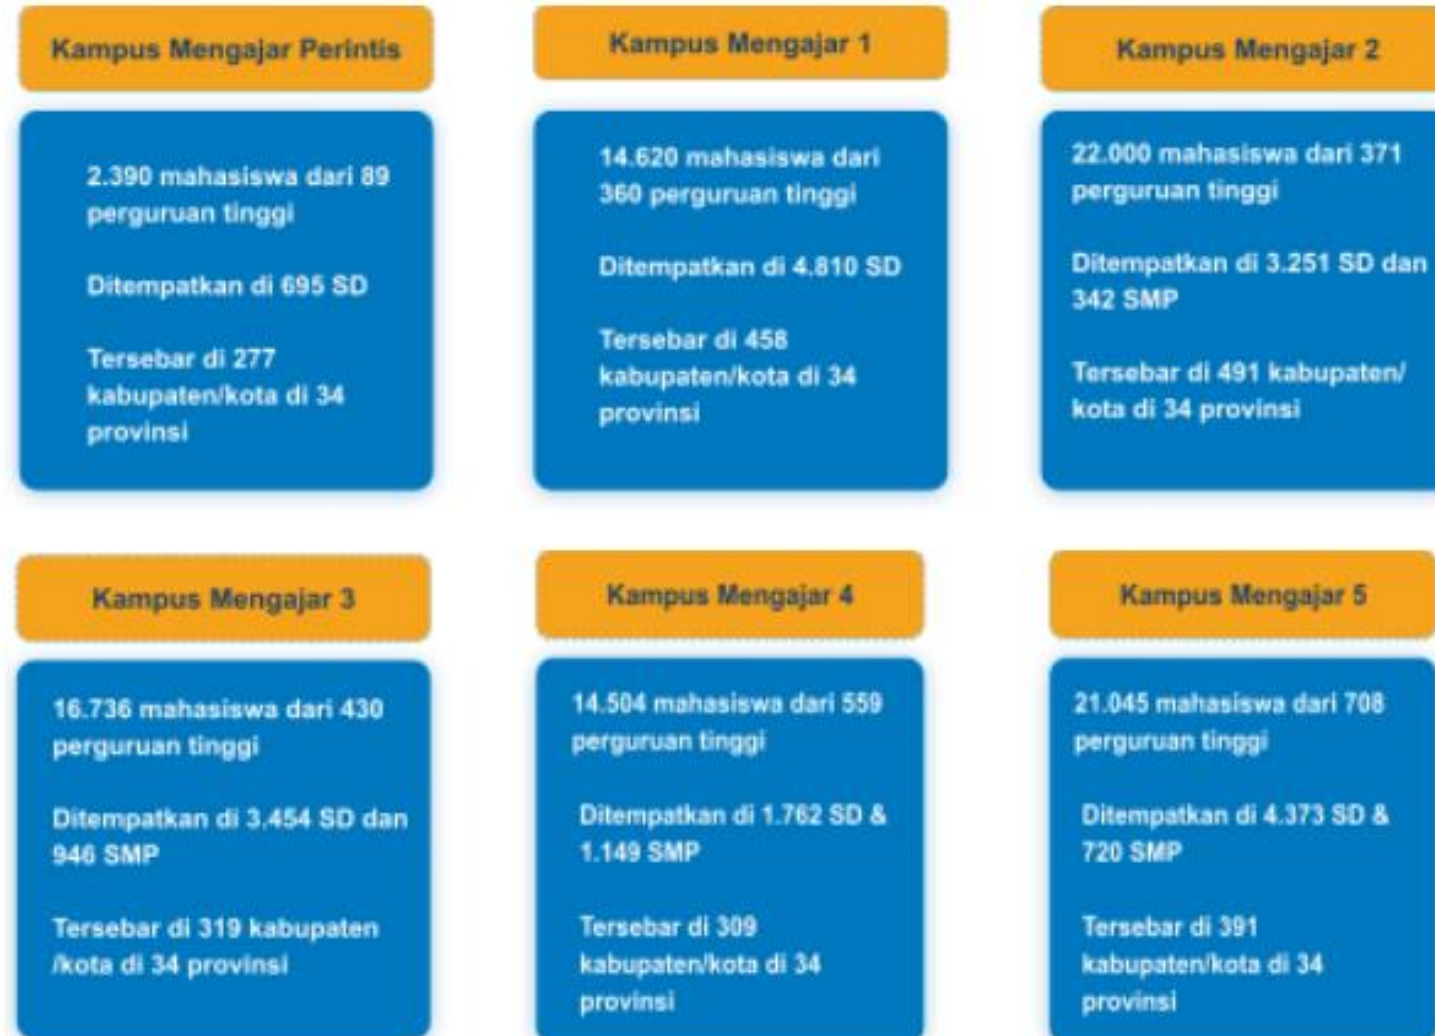 Kampus Mengajar Perintis
2.390 mahasiswa dari 89
perguruan tinggi
Ditempatkan di 695 SD
Tersebar di 277
kabupaten/kota di 34
provinsi
Kampus Mengajar 1
14.620 mahasiswa dari
360 perguruan tinggi
Ditempatkan di 4.810 SD
Tersebar di 458
kabupaten/kota di 34
provinsi
Kampus Mengajar 2
22.000 mahasiswa dari 371
perguruan tinggi
Ditempatkan di 3.251 SD dan
342 SMP
Tersebar di 491 kabupaten/
kota di 34 provinsi
Kampus Mengajar 3
16.736 mahasiswa dari 430
perguruan tinggi
Ditempatkan di 3.454 SD dan
946 SMP
Tersebar di 319 kabupaten
/kota di 34 provinsi
Kampus Mengajar 4
14.504 mahasiswa dari 559
perguruan tinggi
Ditempatkan di 1.762 SD &
1.149 SMP
Tersebar di 309
kabupaten/kota di 34
provinsi
Kampus Mengajar 5
21.045 mahasiswa dari 708
perguruan tinggi
Ditempatkan di 4.373 SD &
720 SMP
Tersebar di 391
kabupaten/kota di 34
provinsi